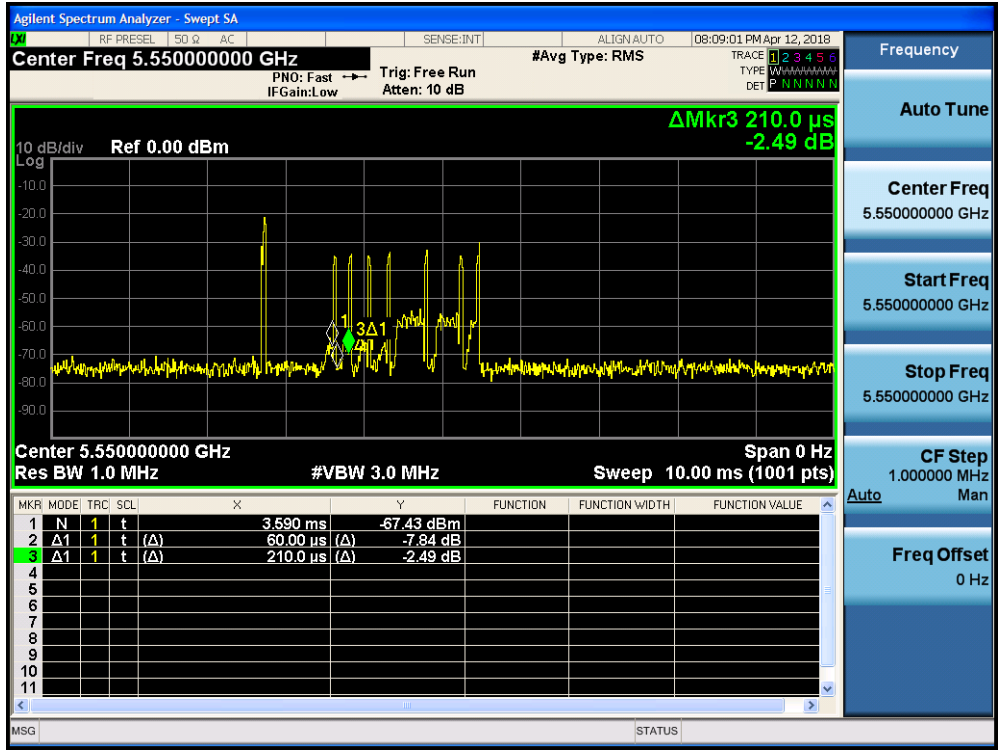 Agilent Spectrum Analyzer - Swept SA
LXI RF PRESEL 50 Ω AC SENSE:INT ALIGN AUTO 08:09:01 PM Apr 12, 2018
Center Freq 5.550000000 GHz #Avg Type: RMS TRACE 1 2 3 4 5 6
PNO: Fast Trig: Free Run TYPE W
IFGain:Low Atten: 10 dB DET P N N N N N
ΔMkr3 210.0 µs
-2.49 dB
10 dB/div Ref 0.00 dBm
Log
-10.0
-20.0
-30.0
-40.0
-50.0
-60.0
-70.0
-80.0
-90.0
1
3Δ1
Center 5.550000000 GHz Span 0 Hz
Res BW 1.0 MHz #VBW 3.0 MHz Sweep 10.00 ms (1001 pts)
MKR MODE TRC SCL X Y FUNCTION FUNCTION WIDTH FUNCTION VALUE
1 N 1 t 3.590 ms -67.43 dBm
2 Δ1 1 t (Δ) 60.00 µs (Δ) -7.84 dB
3 Δ1 1 t (Δ) 210.0 µs (Δ) -2.49 dB
4
5
6
7
8
9
10
11
MSG STATUS
Frequency
Auto Tune
Center Freq
5.550000000 GHz
Start Freq
5.550000000 GHz
Stop Freq
5.550000000 GHz
CF Step
1.000000 MHz
Auto Man
Freq Offset
0 Hz